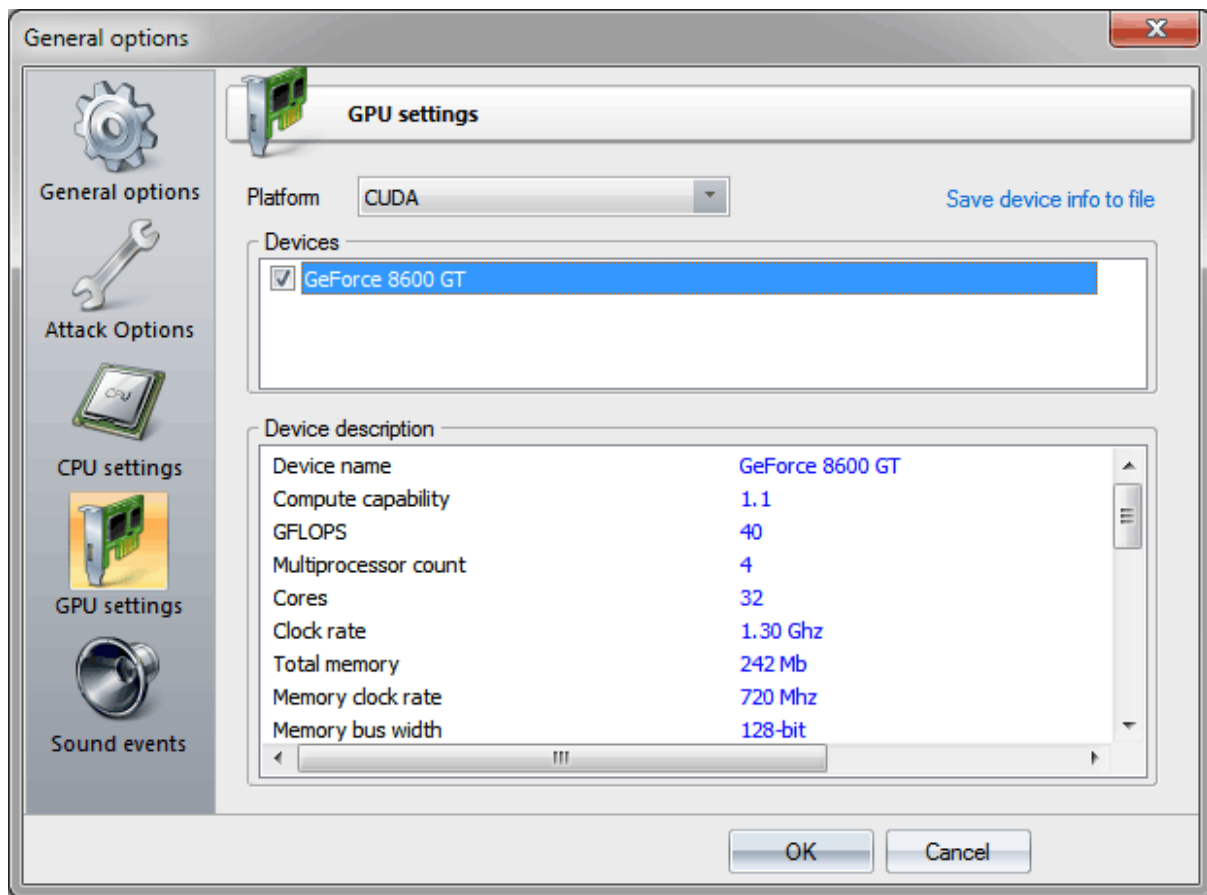 General options
General options
Attack Options
CPU
CPU settings
GPU settings
Sound events
GPU settings
Platform CUDA Save device info to file
Devices
GeForce 8600 GT
Device description
Device name GeForce 8600 GT
Compute capability 1.1
GFLOPS 40
Multiprocessor count 4
Cores 32
Clock rate 1.30 Ghz
Total memory 242 Mb
Memory clock rate 720 Mhz
Memory bus width 128-bit
OK Cancel